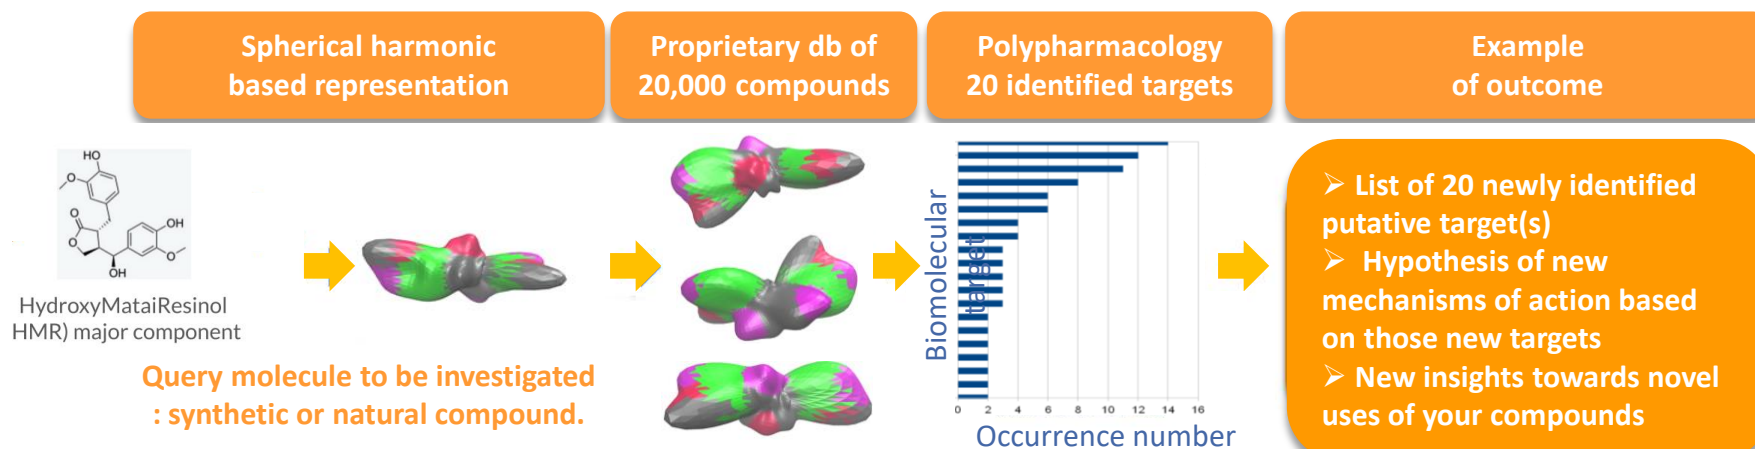 Spherical harmonic
based representation
Proprietary db of
20,000 compounds
Polypharmacology
20 identified targets
Example
of outcome
HO
O
O
O
OH
O
OH
HydroxyMataiResinol
HMR) major component
Query molecule to be investigated
: synthetic or natural compound.
Biomolecular
target
0 2 4 6 8 10 12 14 16
Occurrence number
➢ List of 20 newly identified
putative target(s)
➢ Hypothesis of new
mechanisms of action based
on those new targets
➢ New insights towards novel
uses of your compounds